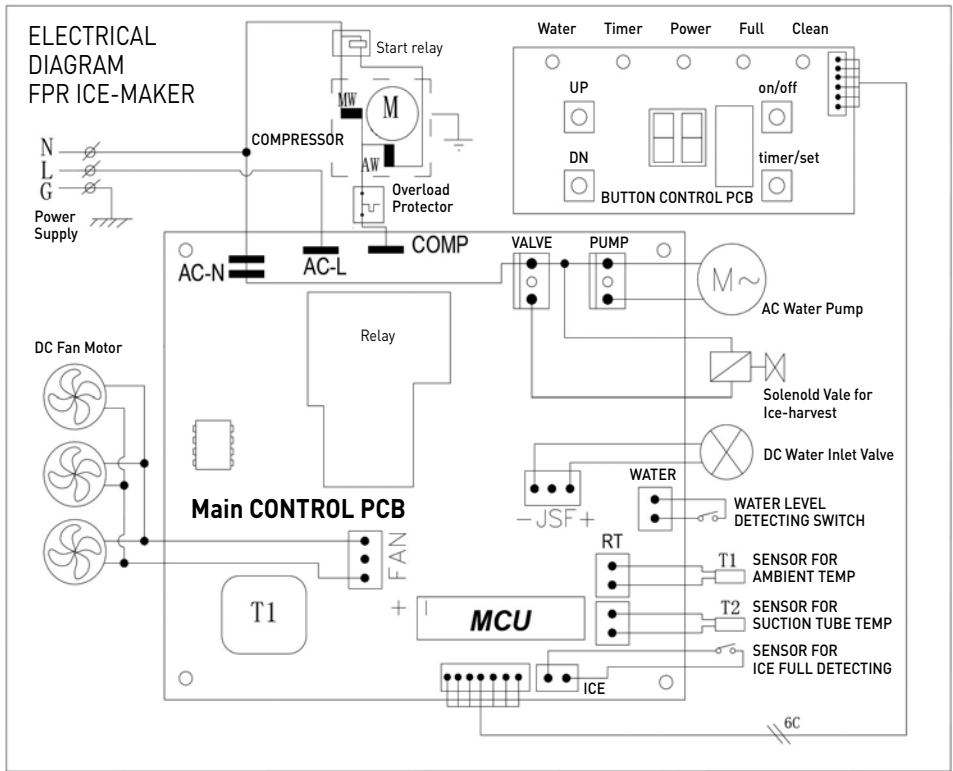 ELECTRICAL
DIAGRAM
FPR ICE-MAKER
Start relay
MW
M
COMPRESSOR
AW
N
L
G
Power
Supply
Overload
Protector
Water Timer Power Full Clean
UP
on/off
DN
timer/set
BUTTON CONTROL PCB
AC-N
AC-L
COMP
VALVE
PUMP
M~
AC Water Pump
Relay
DC Fan Motor
Solenold Vale for
Ice-harvest
DC Water Inlet Valve
WATER
WATER LEVEL
DETECTING SWITCH
-JSF+
Main CONTROL PCB
FAN
RT
T1
SENSOR FOR
AMBIENT TEMP
T2
SENSOR FOR
SUCTION TUBE TEMP
T1
+
MCU
SENSOR FOR
ICE FULL DETECTING
ICE
6C